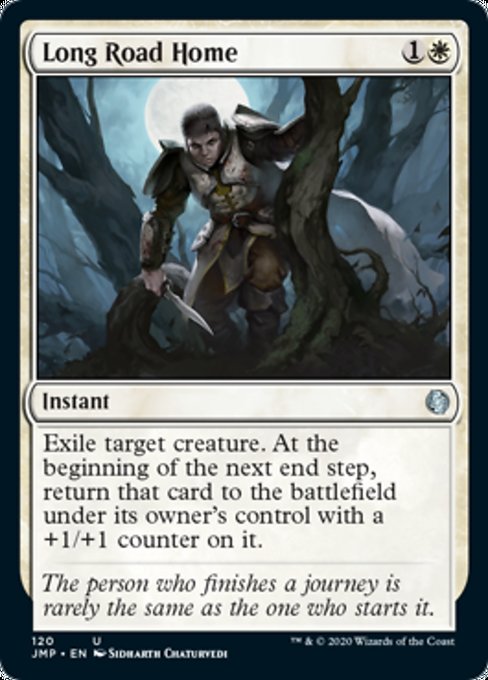 Long Road Home 1
Instant
Exile target creature. At the
beginning of the next end step,
return that card to the battlefield
under its owner's control with a
+1/+1 counter on it.
The person who finishes a journey is
rarely the same as the one who starts it.
120 U
™ & © 2020 Wizards of the Coast
JMP • EN Sidharth Chaturvedi